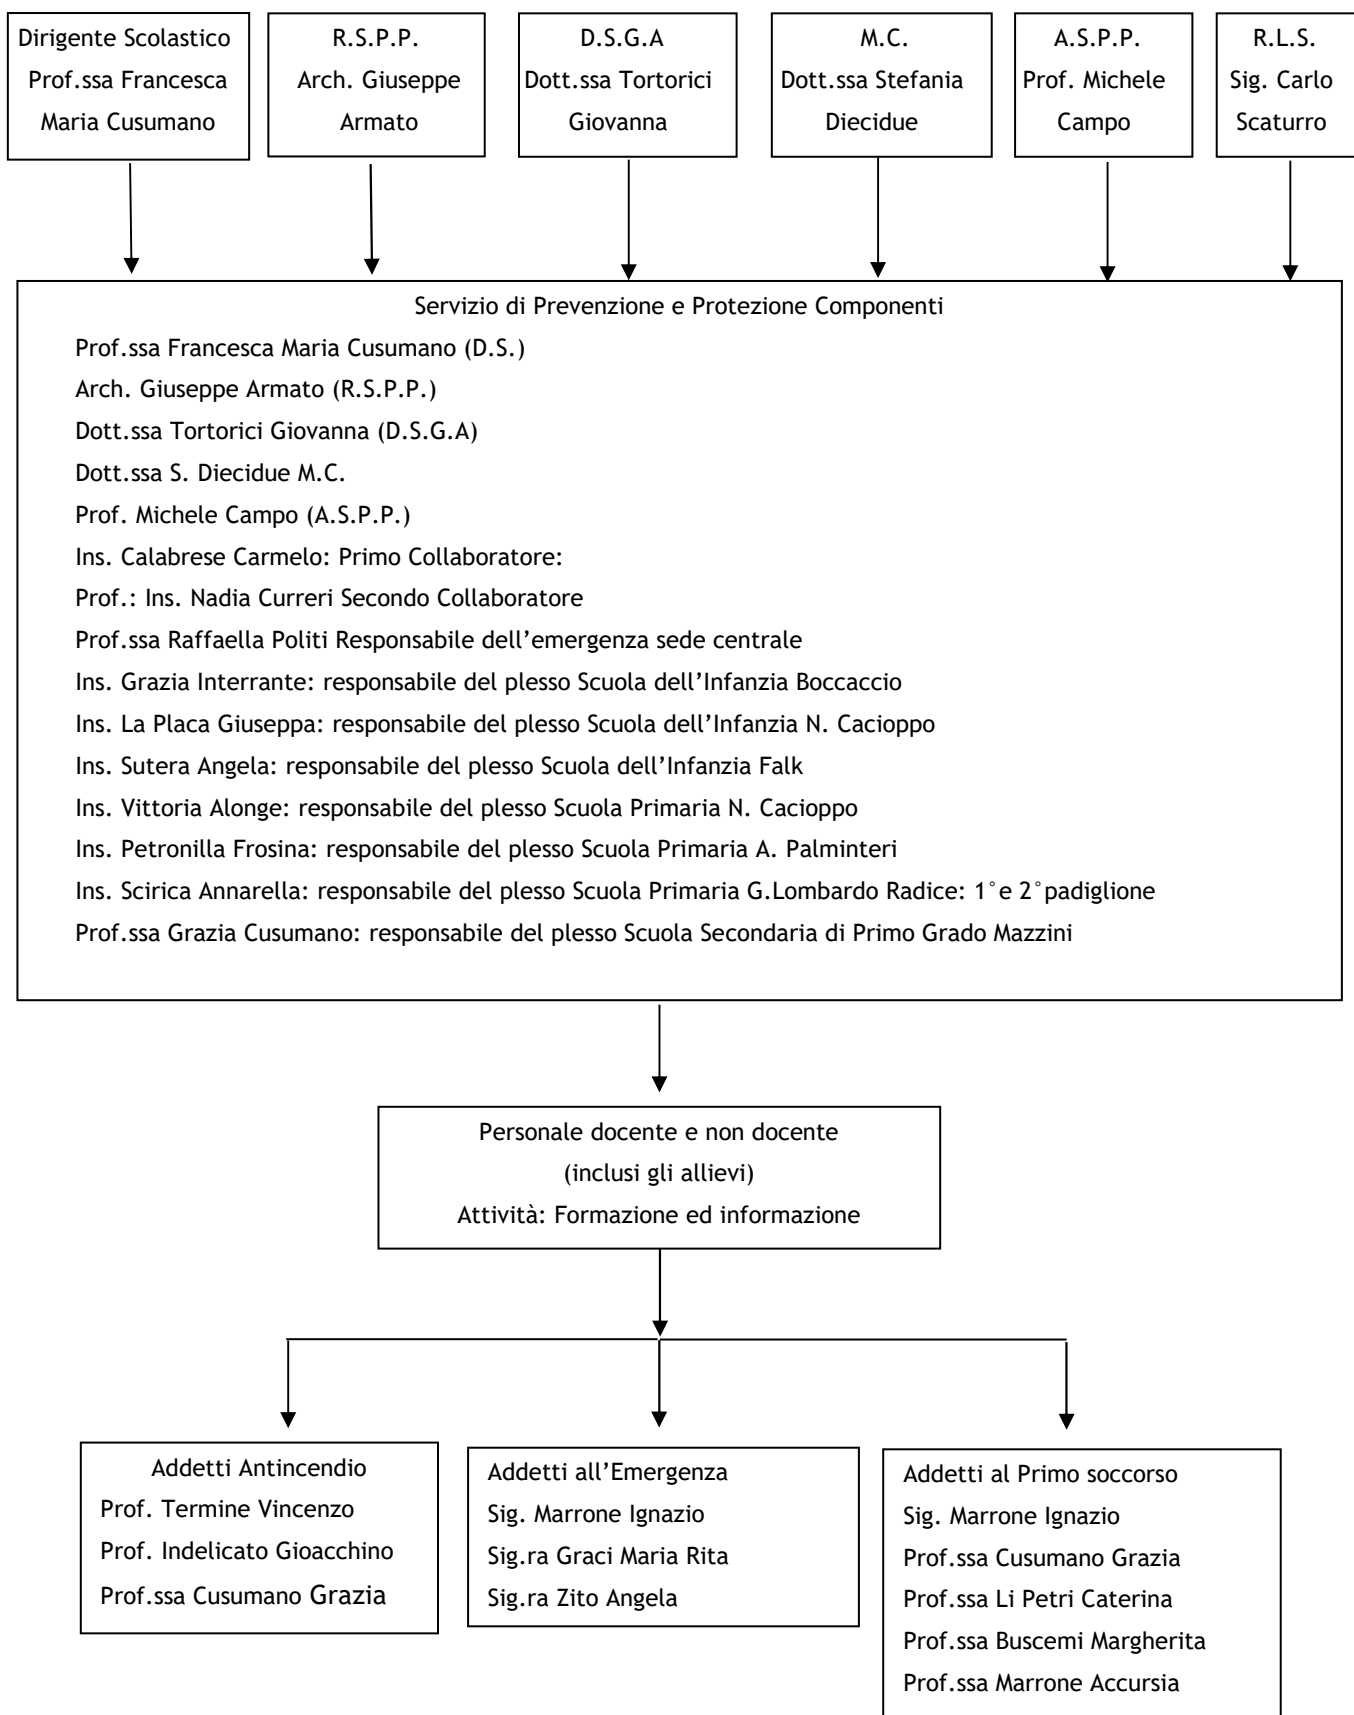 Dirigente Scolastico
Prof.ssa Francesca
Maria Cusumano
R.S.P.P.
Arch. Giuseppe
Armato
D.S.G.A
Dott.ssa Tortorici
Giovanna
M.C.
Dott.ssa Stefania
Diecidue
A.S.P.P.
Prof. Michele
Campo
R.L.S.
Sig. Carlo
Scaturro
Servizio di Prevenzione e Protezione Componenti
Prof.ssa Francesca Maria Cusumano (D.S.)
Arch. Giuseppe Armato (R.S.P.P.)
Dott.ssa Tortorici Giovanna (D.S.G.A)
Dott.ssa S. Diecidue M.C.
Prof. Michele Campo (A.S.P.P.)
Ins. Calabrese Carmelo: Primo Collaboratore:
Prof.: Ins. Nadia Curreri Secondo Collaboratore
Prof.ssa Raffaella Politi Responsabile dell’emergenza sede centrale
Ins. Grazia Interrante: responsabile del plesso Scuola dell’Infanzia Boccaccio
Ins. La Placa Giuseppa: responsabile del plesso Scuola dell’Infanzia N. Cacioppo
Ins. Sutera Angela: responsabile del plesso Scuola dell’Infanzia Falk
Ins. Vittoria Alonge: responsabile del plesso Scuola Primaria N. Cacioppo
Ins. Petronilla Frosina: responsabile del plesso Scuola Primaria A. Palminteri
Ins. Scirica Annarella: responsabile del plesso Scuola Primaria G.Lombardo Radice: 1°e 2°padiglione
Prof.ssa Grazia Cusumano: responsabile del plesso Scuola Secondaria di Primo Grado Mazzini
Personale docente e non docente
(inclusi gli allievi)
Attività: Formazione ed informazione
Addetti Antincendio
Prof. Termine Vincenzo
Prof. Indelicato Gioacchino
Prof.ssa Cusumano Grazia
Addetti all’Emergenza
Sig. Marrone Ignazio
Sig.ra Graci Maria Rita
Sig.ra Zito Angela
Addetti al Primo soccorso
Sig. Marrone Ignazio
Prof.ssa Cusumano Grazia
Prof.ssa Li Petri Caterina
Prof.ssa Buscemi Margherita
Prof.ssa Marrone Accursia